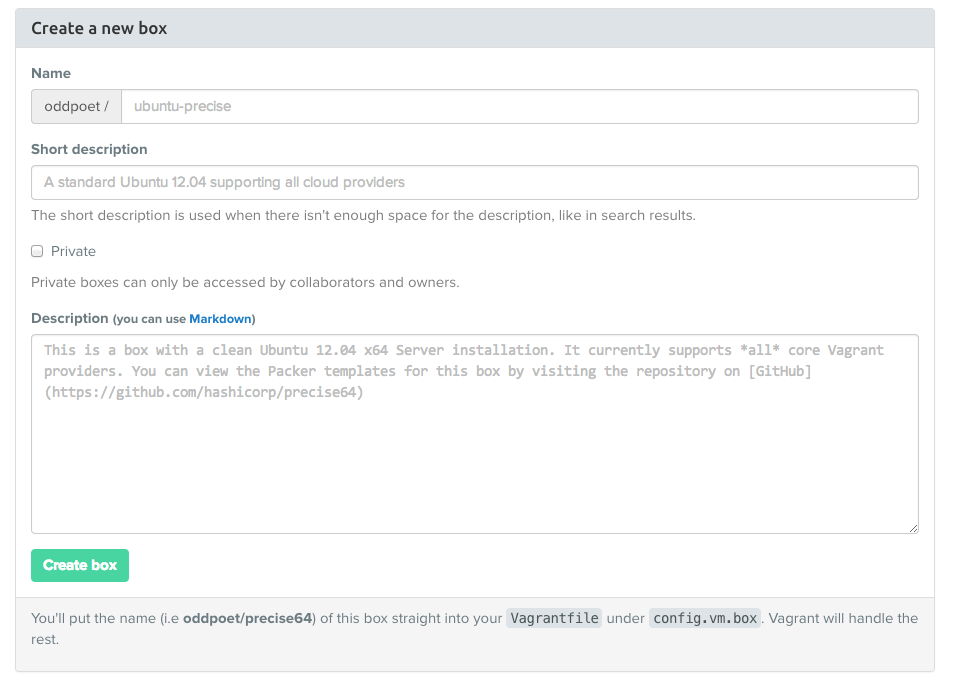 Create a new box
Name
oddpoet / ubuntu-precise
Short description
A standard Ubuntu 12.04 supporting all cloud providers
The short description is used when there isn't enough space for the description, like in search results.
Private
Private boxes can only be accessed by collaborators and owners.
Description (you can use Markdown)
This is a box with a clean Ubuntu 12.04 x64 Server installation. It currently supports *all* core Vagrant
providers. You can view the Packer templates for this box by visiting the repository on [GitHub]
(https://github.com/hashicorp/precise64)
Create box
You'll put the name (i.e oddpoet/precise64) of this box straight into your Vagrantfile under config.vm.box. Vagrant will handle the
rest.